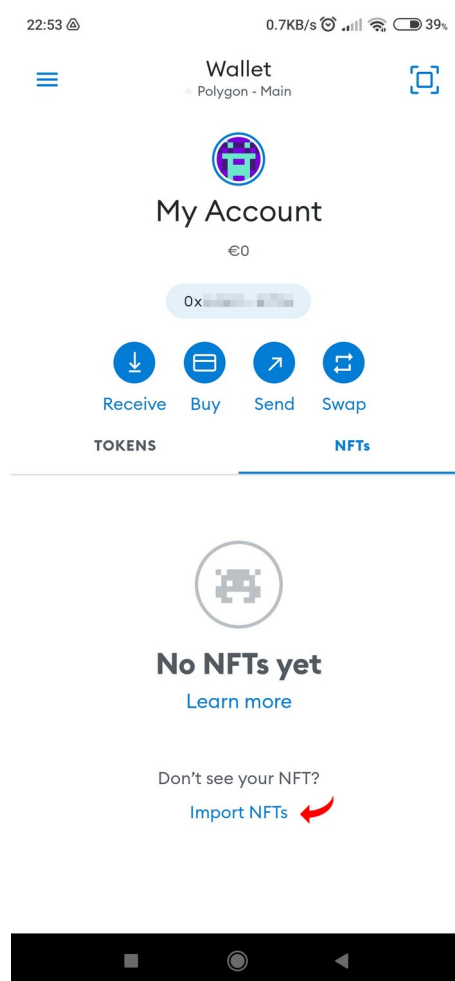 22:53 0.7KB/s 39%
Wallet
Polygon - Main
My Account
€0
0x
Receive Buy Send Swap
TOKENS NFTs
No NFTs yet
Learn more
Don't see your NFT?
Import NFTs